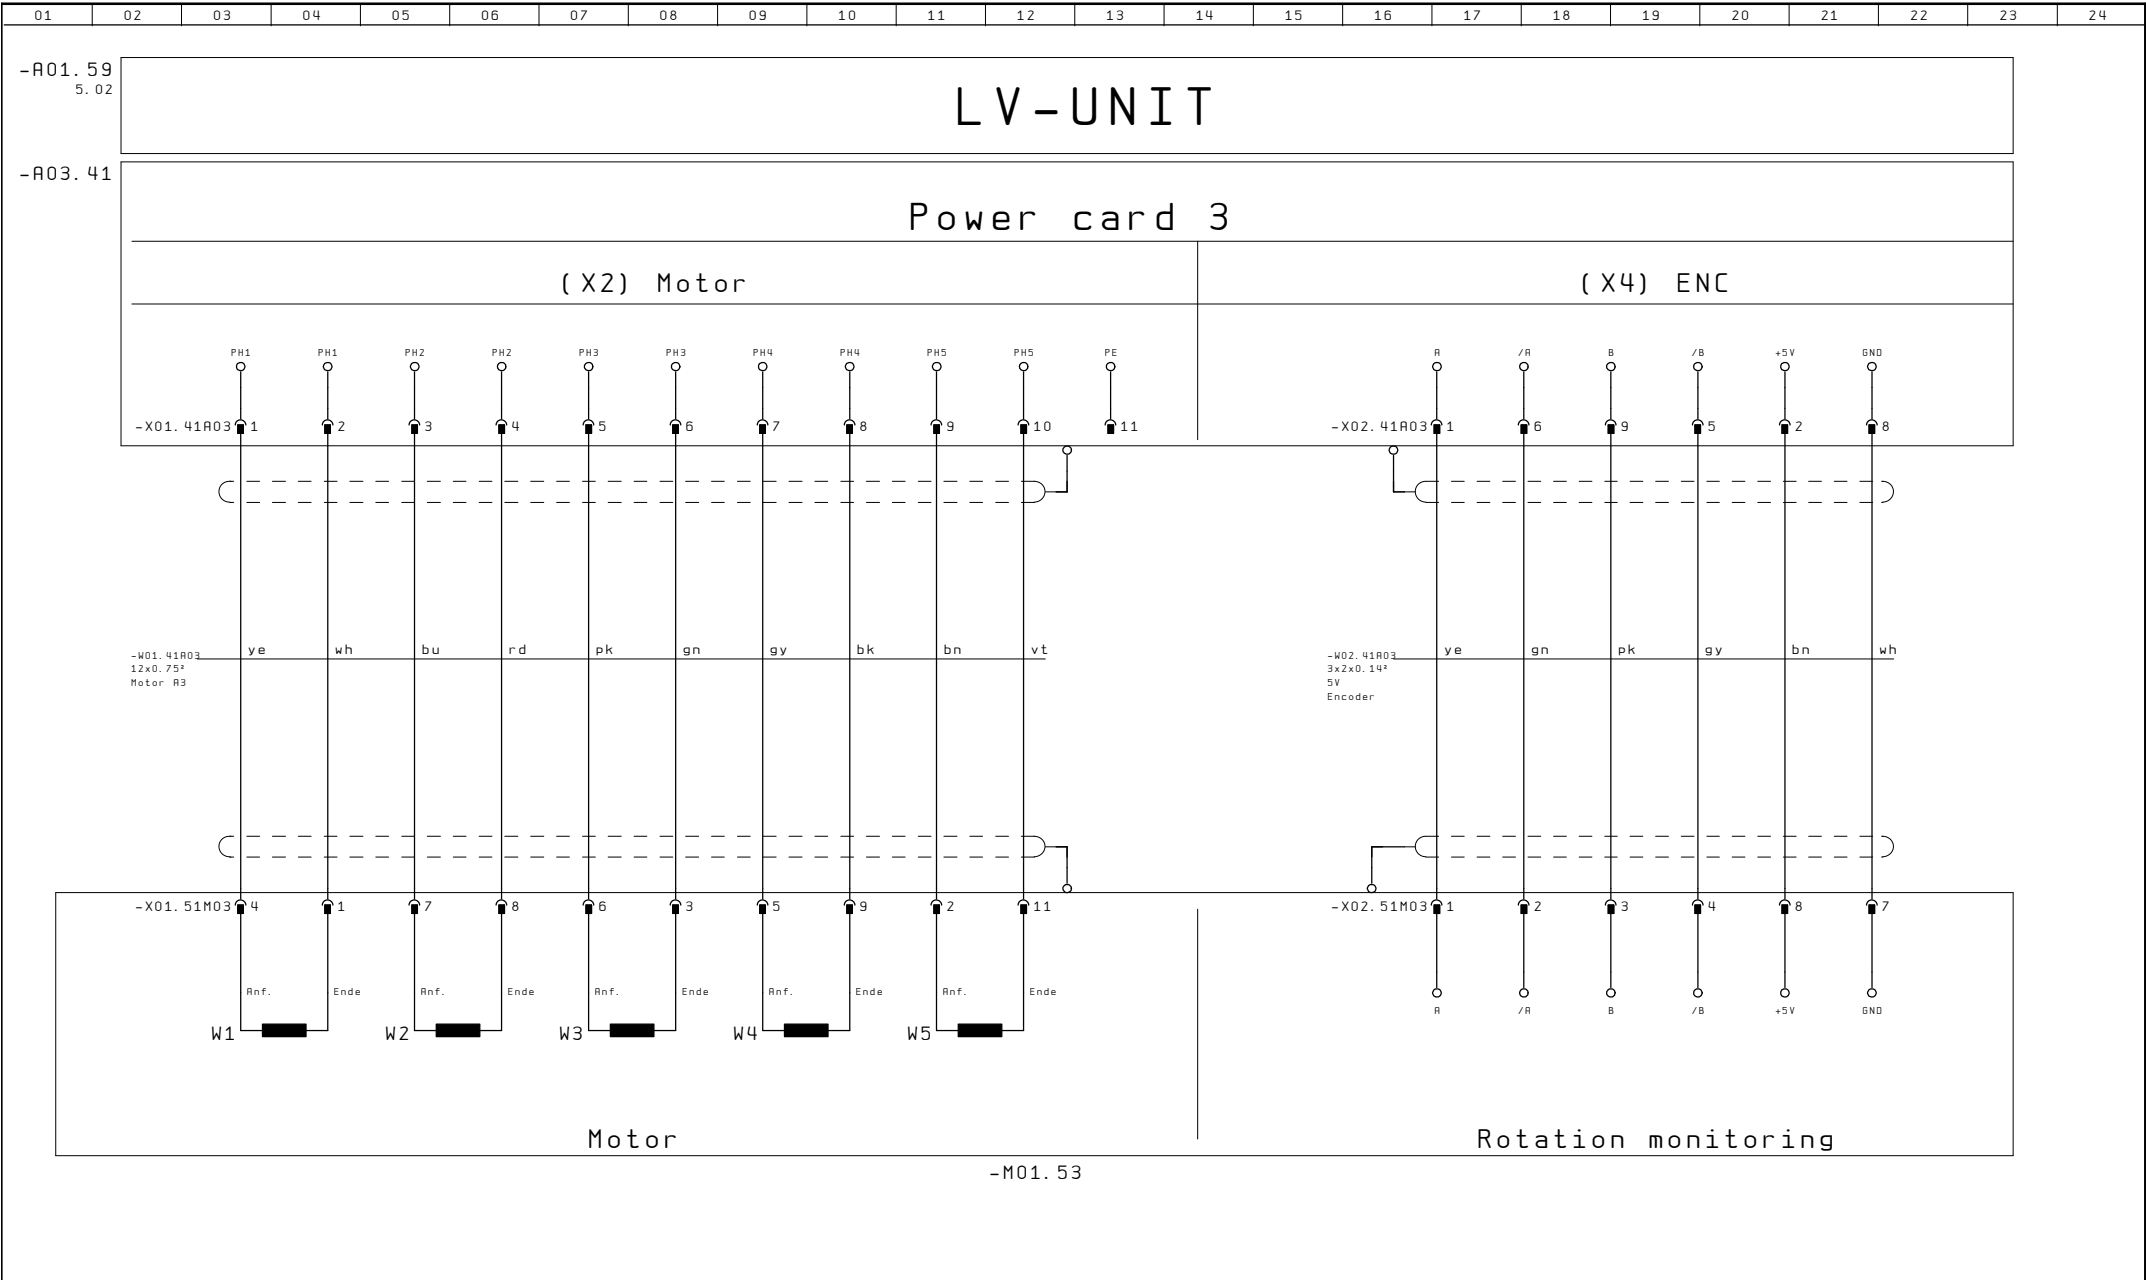 01 02 03 04 05 06 07 08 09 10 11 12 13 14 15 16 17 18 19 20 21 22 23 24
-A01.59
5.02
LV-UNIT
-A03.41
Power card 3
(X2) Motor (X4) ENC
PH1 PH1 PH2 PH2 PH3 PH3 PH4 PH4 PH5 PH5 PE A /A B /B +5V GND
-X01.41A03 1 2 3 4 5 6 7 8 9 10 11 -X02.41A03 1 6 9 5 2 8
ye wh bu rd pk gn gy bk bn vt ye gn pk gy bn wh
-W01.41A03 -W02.41A03
12x0.75² 3x2x0.14²
Motor A3 5V
Encoder
-X01.51M03 4 1 7 8 6 3 5 9 2 11 -X02.51M03 1 2 3 4 8 7
Anf. Ende Anf. Ende Anf. Ende Anf. Ende Anf. Ende
A /A B /B +5V GND
W1 W2 W3 W4 W5
Motor Rotation monitoring
-M01.53